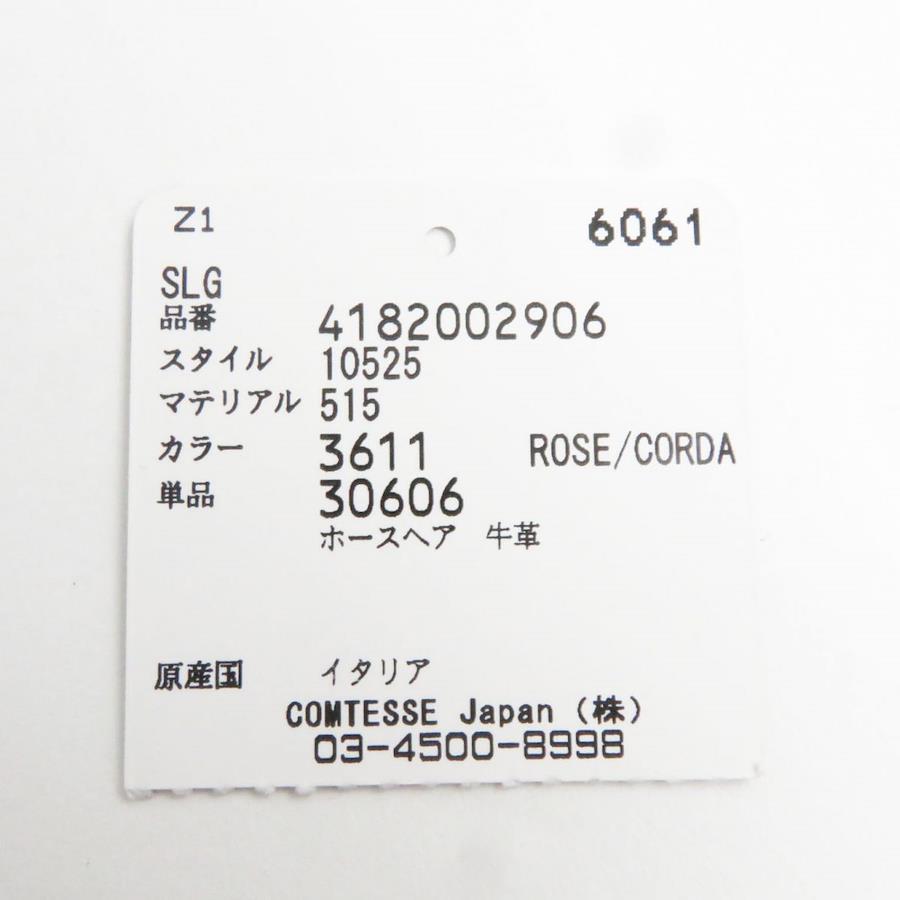 Z1 6061
SLG
品番 4182002906
スタイル 10525
マテリアル 515
カラー 3611 ROSE/CORDA
単品 30606
ホースヘア 牛革
原産国 イタリア
COMTESSE Japan（株）
03-4500-8998